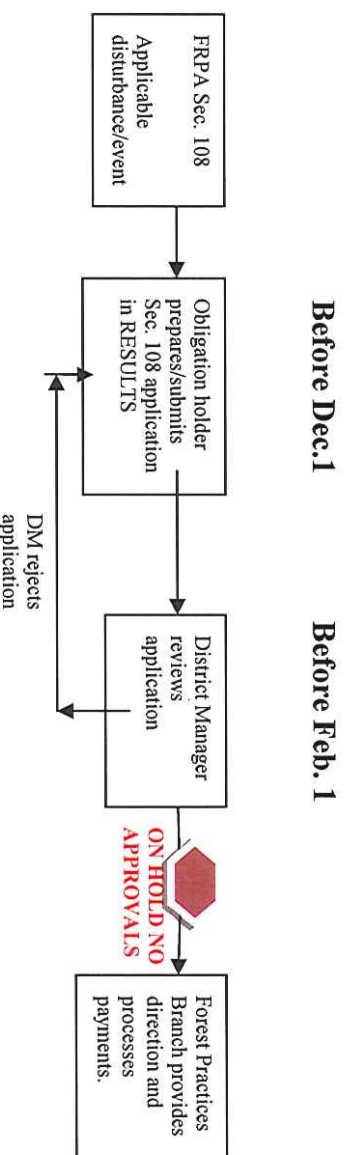 Before Dec.1
Before Feb. 1
FRPA Sec. 108
Applicable
disturbance/event
Obligation holder
prepares/submits
Sec. 108 application
in RESULTS
District Manager
reviews
application
DM rejects
application
ON HOLD NO
APPROVALS
Forest Practices
Branch provides
direction and
processes
payments.